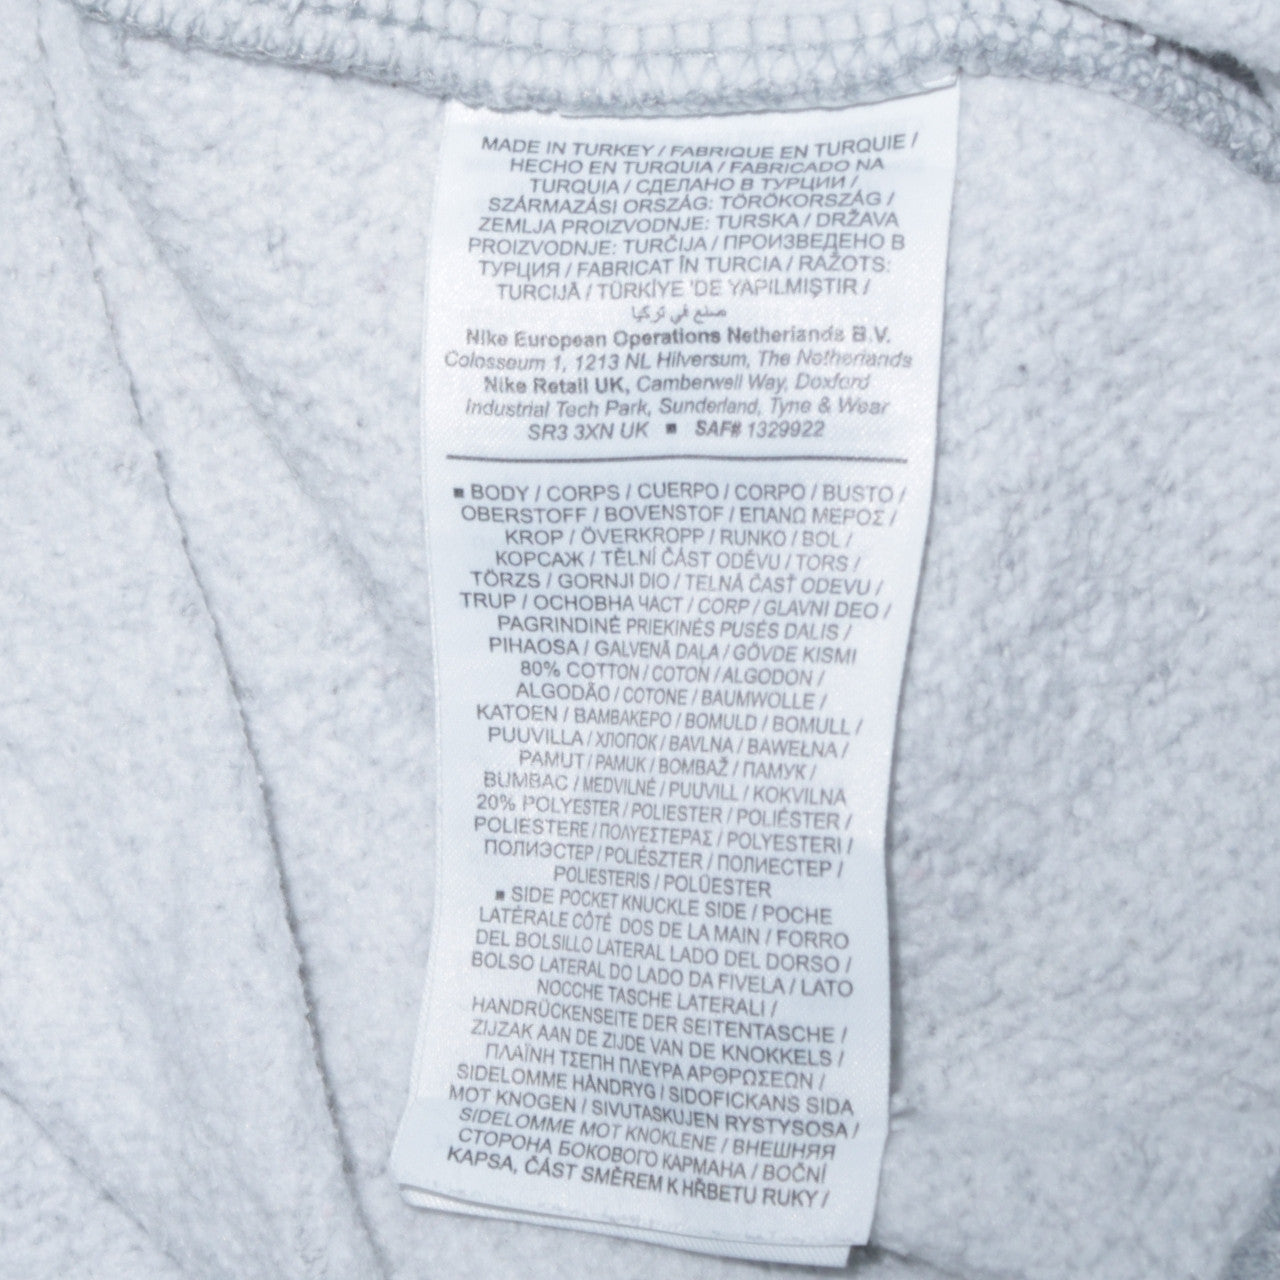 MADE IN TURKEY / FABRIQUE EN TURQUIE /
HECHO EN TURQUIA / FABRICADO NA
TURQUIA / СДЕЛАНО В ТУРЦИИ /
SZÁRMAZÁSI ORSZÁG: TÖRÖKORSZÁG /
ZEMLJA PROIZVODNJE: TURSKA / DRŽAVA
PROIZVODNJE: TURČIJA / ПРОИЗВЕДЕНО В
ТУРЦИЯ / FABRICAT ÎN TURCIA / RAŽOTS:
TURCIJĀ / TÜRKİYE 'DE YAPILMIŞTIR /
صنع في تركيا
Nike European Operations Netherlands B.V.
Colosseum 1, 1213 NL Hilversum, The Netherlands
Nike Retail UK, Camberwell Way, Doxford
Industrial Tech Park, Sunderland, Tyne & Wear
SR3 3XN UK ■ SAF# 1329922
■ BODY / CORPS / CUERPO / CORPO / BUSTO /
OBERSTOFF / BOVENSTOF / ΕΠΑΝΩ ΜΕΡΟΣ /
KROP / ÖVERKROPP / RUNKO / BOL /
КОРСАЖ / TĚLNÍ ČÁST ODĚVU / TORS /
TÖRZS / GORNJI DIO / TELNÁ ČASŤ ODEVU /
TRUP / ОСНОВНА ЧАСТ / CORP / GLAVNI DEO /
PAGRINDINĖ PRIEKINĖS PUSĖS DALIS /
PIHAOSA / GALVENĀ DAĻA / GÖVDE KISMI
80% COTTON / COTON / ALGODON /
ALGODÃO / COTONE / BAUMWOLLE /
KATOEN / ΒΑΜΒΑΚΕΡΟ / BOMULD / BOMULL /
PUUVILLA / ХЛОПОК / BAVLNA / BAWEŁNA /
PAMUT / PAMUK / BOMBAŽ / ПАМУК /
BUMBAC / MEDVILNĖ / PUUVILL / KOKVILNA
20% POLYESTER / POLIESTER / POLIÉSTER /
POLIESTERE / ΠΟΛΥΕΣΤΕΡΑΣ / POLYESTERI /
ПОЛИЭСТЕР / POLIÉSZTER / ПОЛИЕСТЕР /
POLIESTERIS / POLÜESTER
■ SIDE POCKET KNUCKLE SIDE / POCHE
LATÉRALE CÔTÉ DOS DE LA MAIN / FORRO
DEL BOLSILLO LATERAL LADO DEL DORSO /
BOLSO LATERAL DO LADO DA FIVELA / LATO
NOCCHE TASCHE LATERALI /
HANDRÜCKENSEITE DER SEITENTASCHE /
ZIJZAK AAN DE ZIJDE VAN DE KNOKKELS /
ΠΛΑΪΝΗ ΤΣΕΠΗ ΠΛΕΥΡΑ ΑΡΘΡΩΣΕΩΝ /
SIDELOMME HÅNDRYG / SIDOFICKANS SIDA
MOT KNOGEN / SIVUTASKUJEN RYSTYSOSA /
SIDELOMME MOT KNOKLENE / ВНЕШНЯЯ
СТОРОНА БОКОВОГО КАРМАНА / BOČNÍ
KAPSA, ČÁST SMĚREM K HŘBETU RUKY /